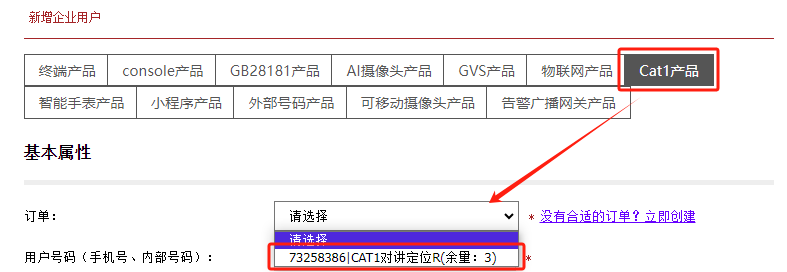 新增企业用户
终端产品 console产品 GB28181产品 AI摄像头产品 GVS产品 物联网产品 Cat1产品
智能手表产品 小程序产品 外部号码产品 可移动摄像头产品 告警广播网关产品
基本属性
订单： 请选择 * 没有合适的订单？立即创建
请选择
用户号码（手机号、内部号码）： 73258386|CAT1对讲定位R(余量：3) *